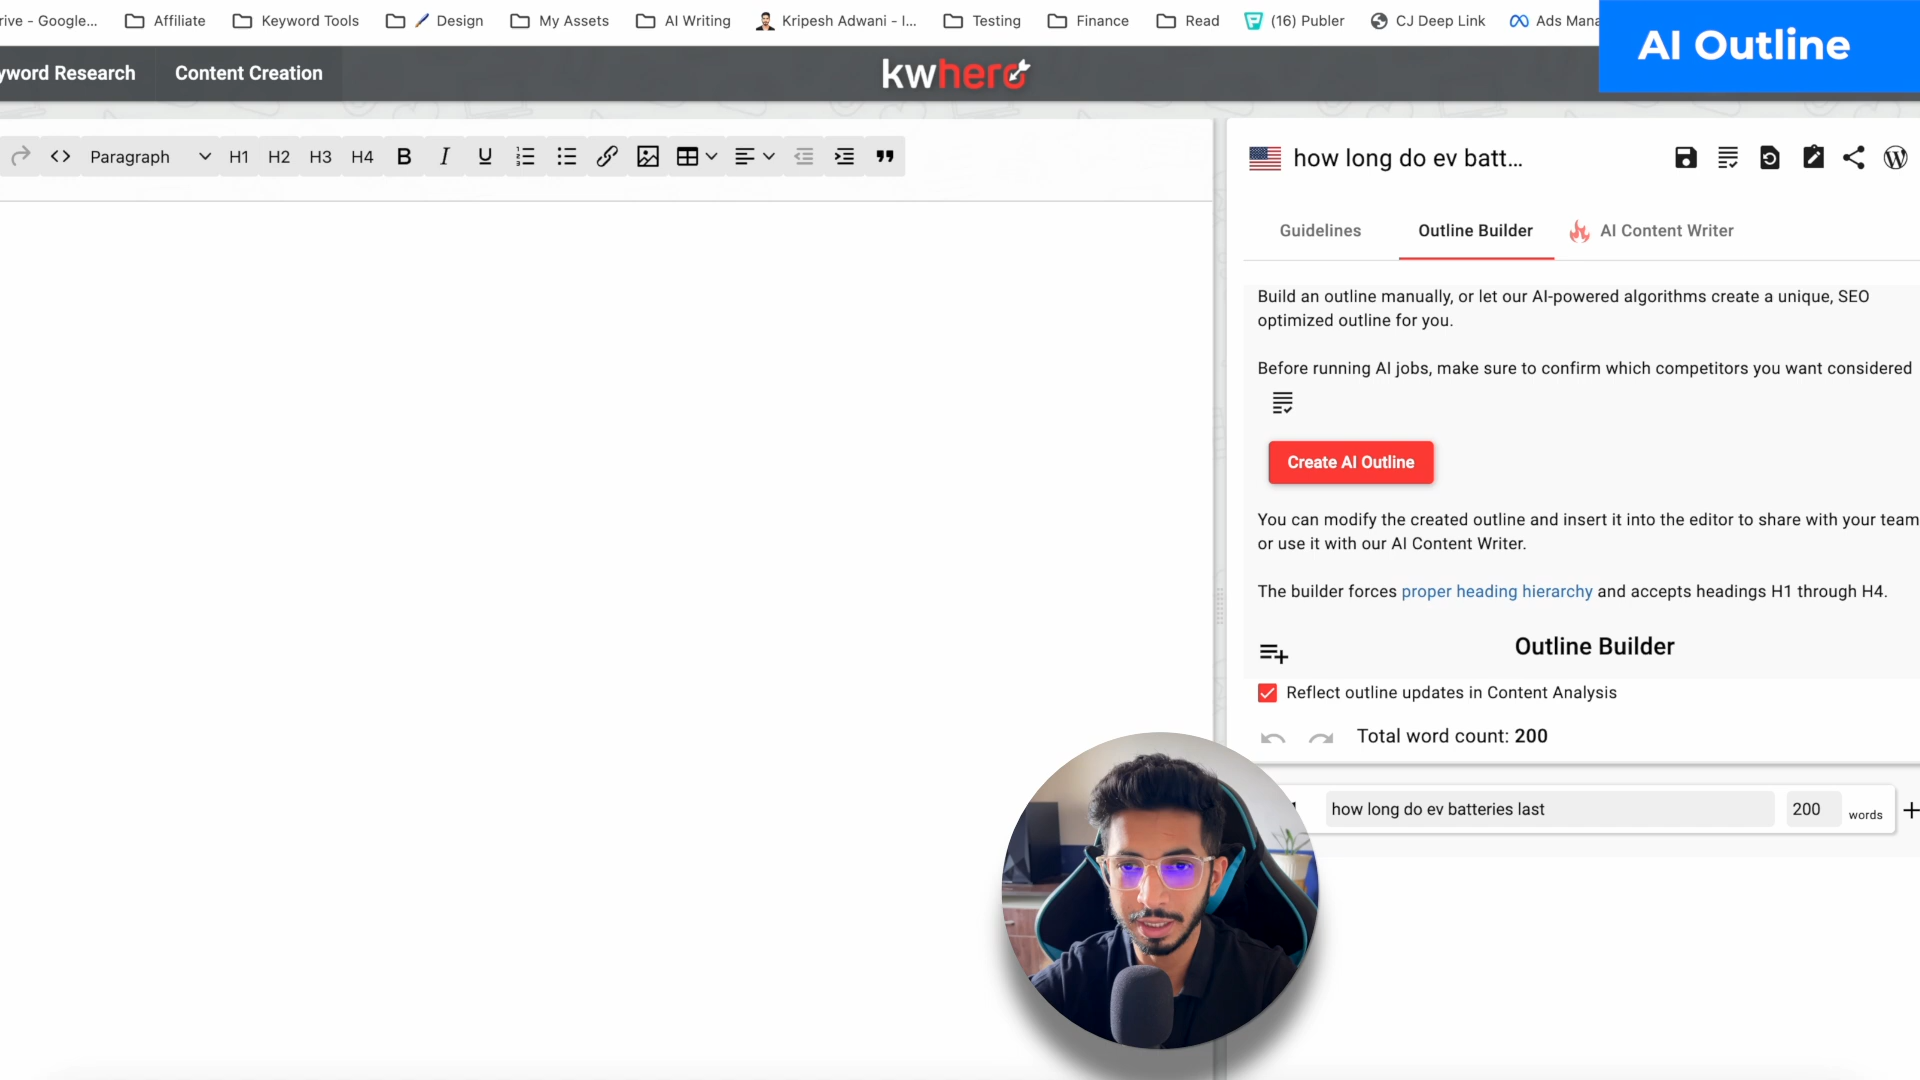 rive - Google...
Affiliate
Keyword Tools
Design
My Assets
AI Writing
Kripesh Adwani - I...
Testing
Finance
Read
(16) Publer
CJ Deep Link
Ads Mana
AI Outline
yword Research
Content Creation
kwhero
Paragraph
H1
H2
H3
H4
B
I
U
how long do ev batt...
Guidelines
Outline Builder
AI Content Writer
Build an outline manually, or let our AI-powered algorithms create a unique, SEO
optimized outline for you.
Before running AI jobs, make sure to confirm which competitors you want considered
Create AI Outline
You can modify the created outline and insert it into the editor to share with your team
or use it with our AI Content Writer.
The builder forces proper heading hierarchy and accepts headings H1 through H4.
Outline Builder
Reflect outline updates in Content Analysis
Total word count: 200
how long do ev batteries last
200
words